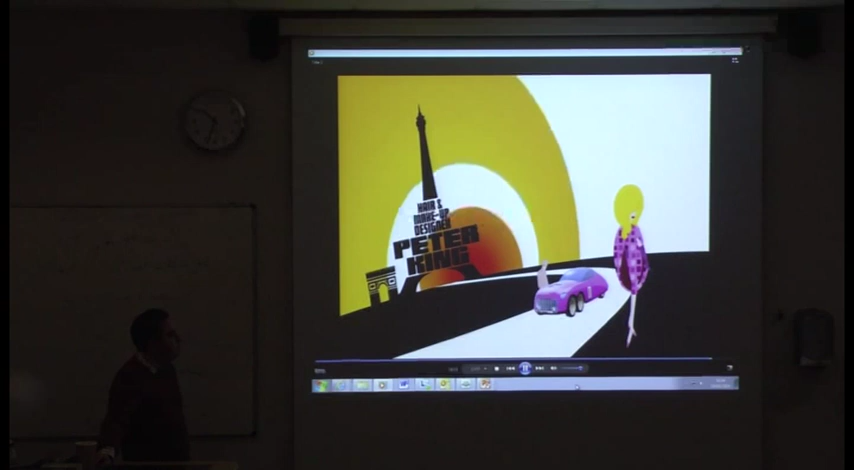 HAIR &
MAKE-UP
DESIGNER
PETER
KING